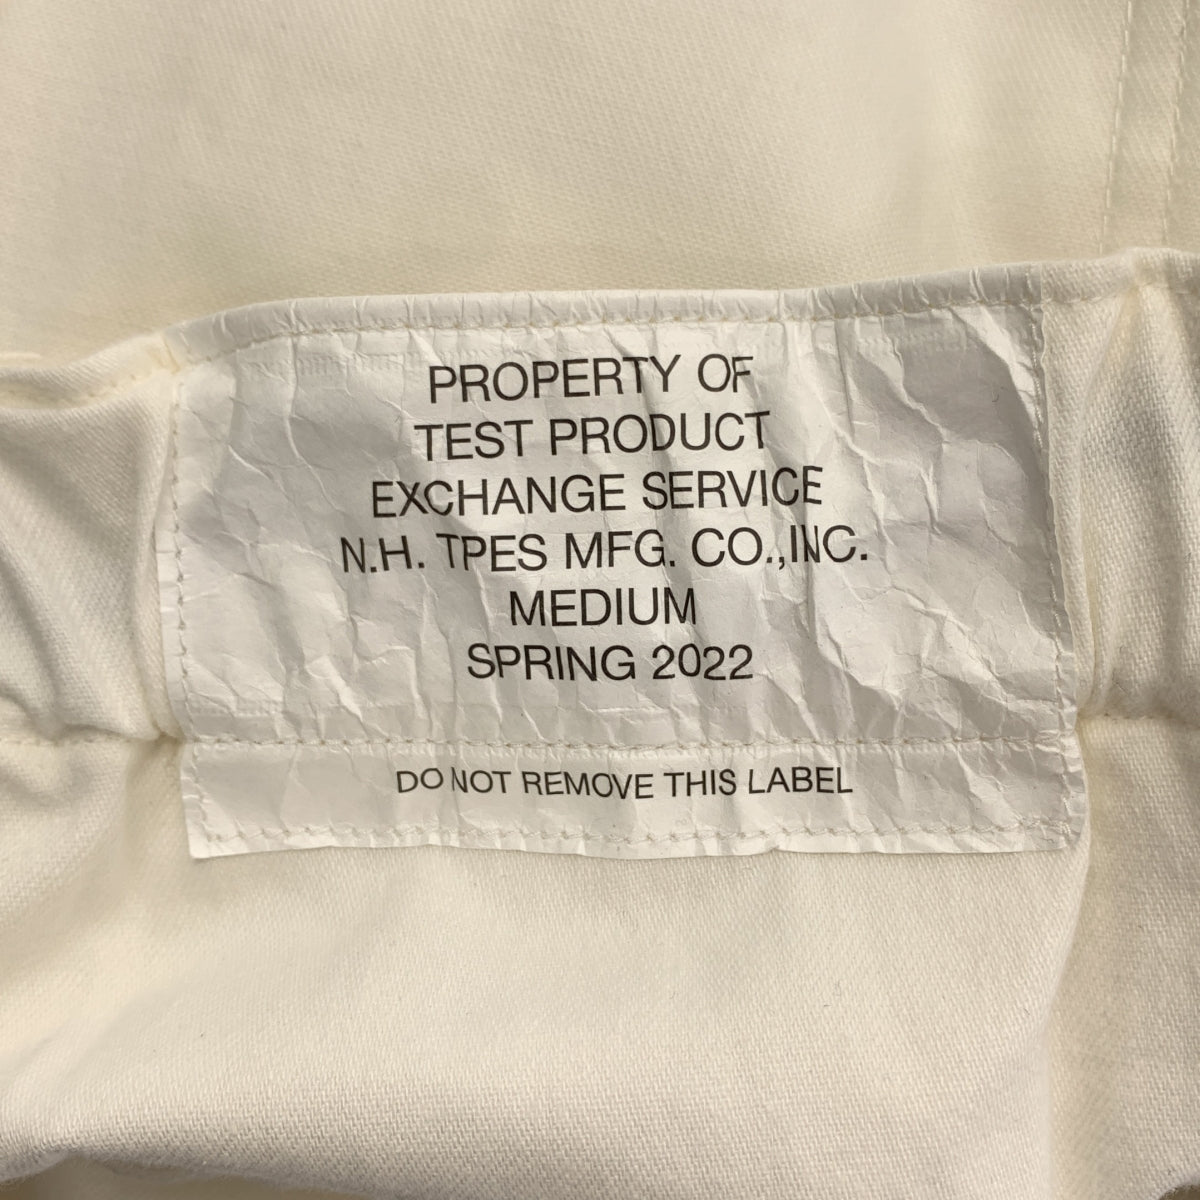 PROPERTY OF
TEST PRODUCT
EXCHANGE SERVICE
N.H. TPES MFG. CO.,INC.
MEDIUM
SPRING 2022
DO NOT REMOVE THIS LABEL